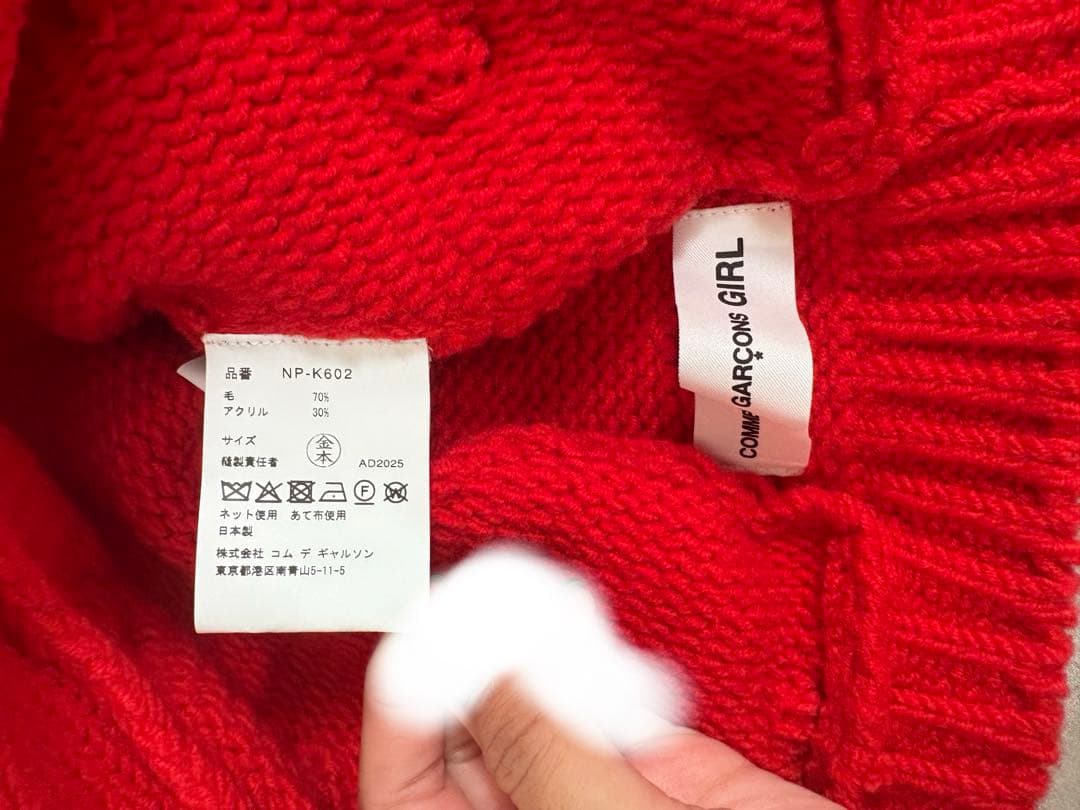 品番 NP-K602
毛 70%
アクリル 30%
サイズ
縫製責任者 金本 AD2025
F W
ネット使用 あて布使用
日本製
株式会社 コム デ ギャルソン
東京都港区南青山5-11-5
COMME GARÇONS GIRL